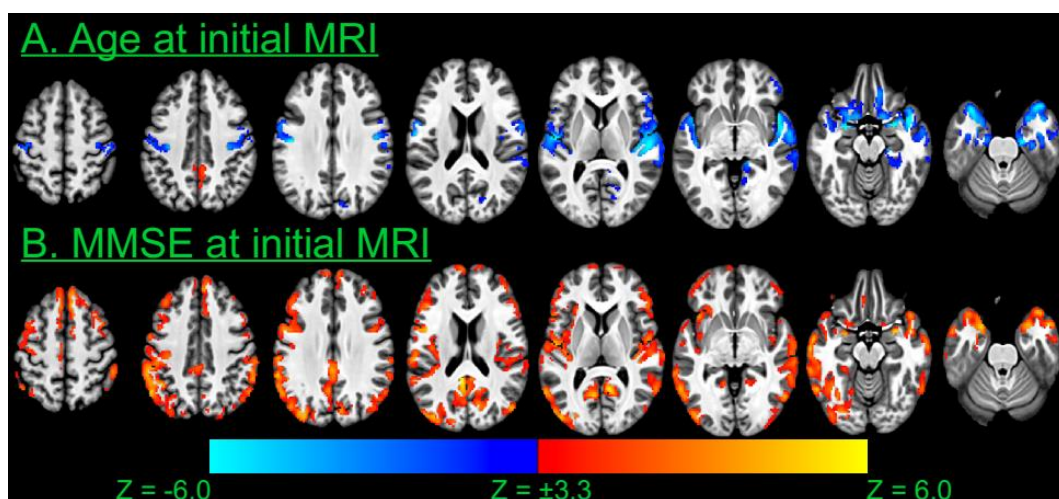 A. Age at initial MRI
B. MMSE at initial MRI
Z = -6.0 Z = ±3.3 Z = 6.0